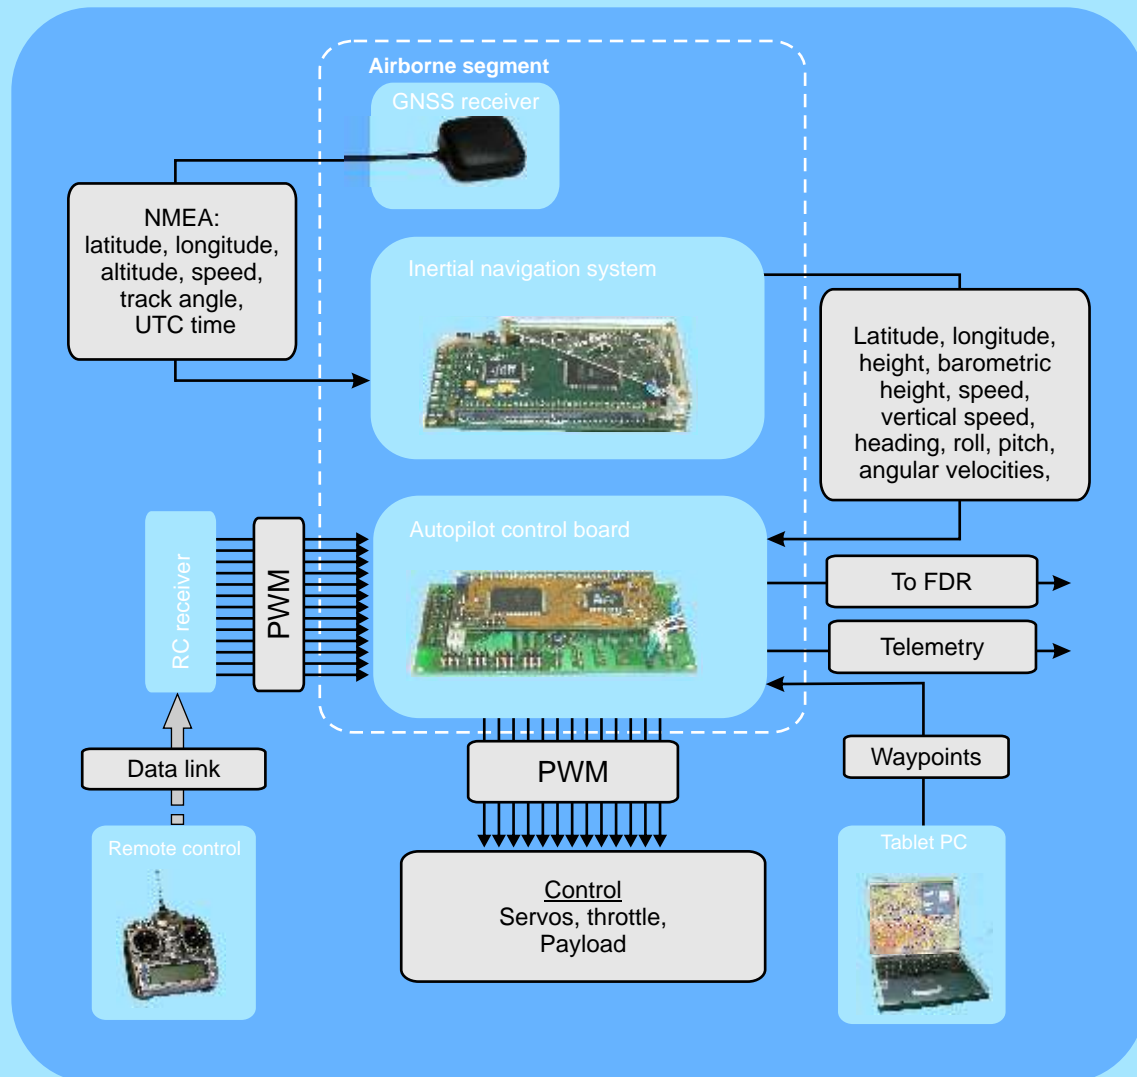 Airborne segment
GNSS receiver
NMEA:
latitude, longitude,
altitude, speed,
track angle,
UTC time
Inertial navigation system
Latitude, longitude,
height, barometric
height, speed,
vertical speed,
heading, roll, pitch,
angular velocities,
RC receiver
PWM
Autopilot control board
To FDR
Telemetry
Data link
PWM
Waypoints
Remote control
Control
Servos, throttle,
Payload
Tablet PC